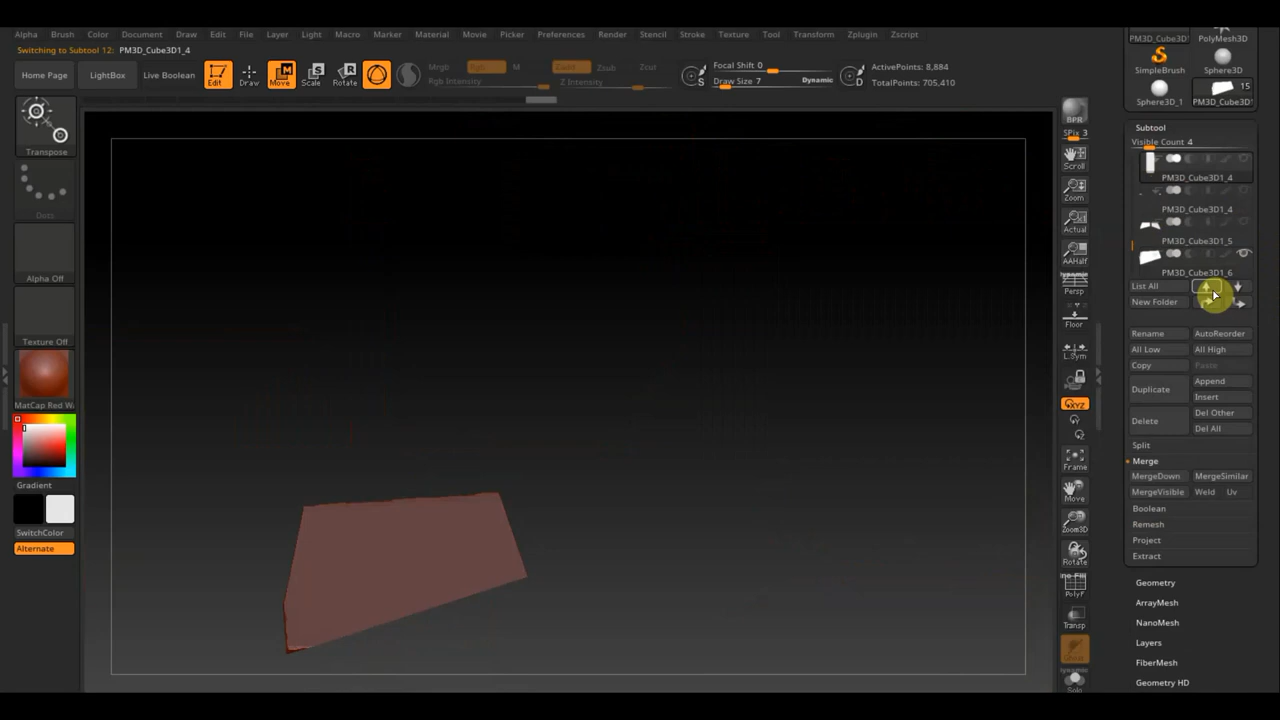 Alpha Brush Color Document Draw Edit File Layer Light Macro Marker Material Movie Picker Preferences Render Stencil Stroke Texture Tool Transform Zplugin Zscript
Switching to Subtool 12: PM3D_Cube3D1_4
Home Page LightBox Live Boolean Edit Draw Move Scale Rotate
Mrgb Rgb M Zadd Zsub Zcut
Rgb Intensity Z Intensity
S Focal Shift 0
Draw Size 7 Dynamic
D ActivePoints: 8,884
TotalPoints: 705,410
Transpose
Dots
Alpha Off
Texture Off
MatCap Red Wa
Gradient
SwitchColor
Alternate
BPR
SPix 3
Scroll
Zoom
Actual
AAHalf
Dynamic
Persp
Floor
L.Sym
XYZ
Frame
Move
Zoom3D
Rotate
PolyF
Transp
Solo
PM3D_Cube3D1 PolyMesh3D
SimpleBrush Sphere3D
15
Sphere3D_1 PM3D_Cube3D1
Subtool
Visible Count 4
PM3D_Cube3D1_4
PM3D_Cube3D1_4
PM3D_Cube3D1_5
PM3D_Cube3D1_6
List All
New Folder
Rename AutoReorder
All Low All High
Copy Paste
Duplicate Append
Insert
Delete Del Other
Del All
Split
Merge
MergeDown MergeSimilar
MergeVisible Weld Uv
Boolean
Remesh
Project
Extract
Geometry
ArrayMesh
NanoMesh
Layers
FiberMesh
Geometry HD